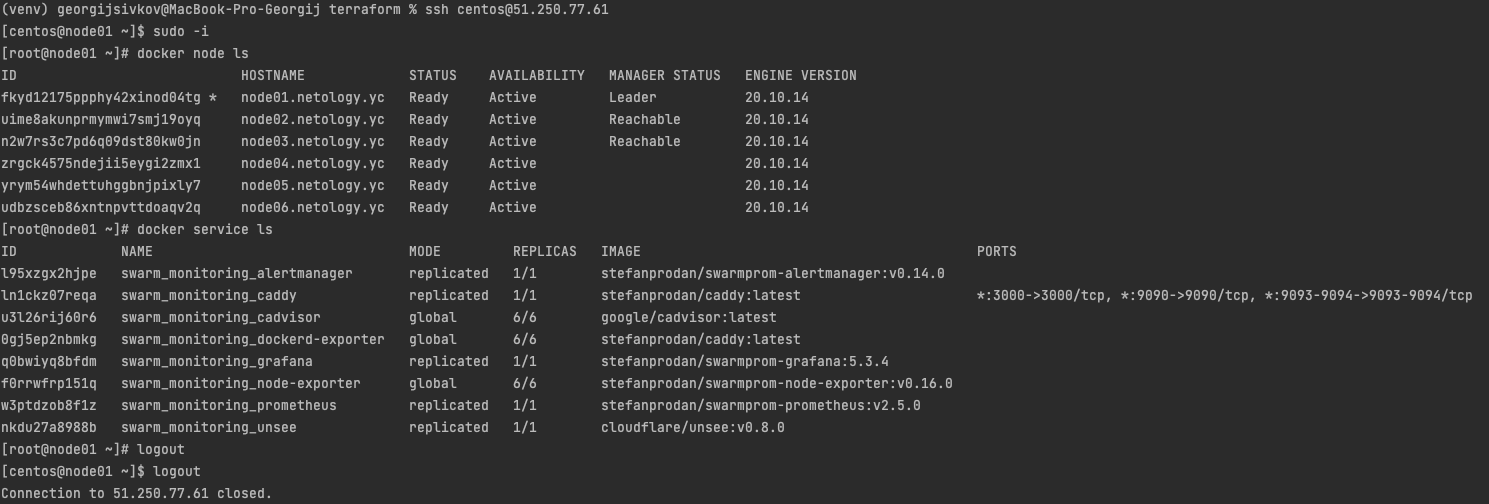 (venv) georgijsivkov@MacBook-Pro-Georgij terraform % ssh centos@51.250.77.61
[centos@node01 ~]$ sudo -i
[root@node01 ~]# docker node ls
ID                            HOSTNAME             STATUS    AVAILABILITY   MANAGER STATUS   ENGINE VERSION
fkyd12175ppphy42xinod04tg *   node01.netology.yc   Ready     Active         Leader           20.10.14
uime8akunprmymwi7smj19oyq     node02.netology.yc   Ready     Active         Reachable        20.10.14
n2w7rs3c7pd6q09dst80kw0jn     node03.netology.yc   Ready     Active         Reachable        20.10.14
zrgck4575ndejii5eygi2zmx1     node04.netology.yc   Ready     Active                          20.10.14
yrym54whdettuhggbnjpixly7     node05.netology.yc   Ready     Active                          20.10.14
udbzsceb86xntnpvttdoaqv2q     node06.netology.yc   Ready     Active                          20.10.14
[root@node01 ~]# docker service ls
ID             NAME                                MODE         REPLICAS   IMAGE                                          PORTS
l95xzgx2hjpe   swarm_monitoring_alertmanager       replicated   1/1        stefanprodan/swarmprom-alertmanager:v0.14.0
ln1ckz07reqa   swarm_monitoring_caddy              replicated   1/1        stefanprodan/caddy:latest                      *:3000->3000/tcp, *:9090->9090/tcp, *:9093-9094->9093-9094/tcp
u3l26rij60r6   swarm_monitoring_cadvisor           global       6/6        google/cadvisor:latest
0gj5ep2nbmkg   swarm_monitoring_dockerd-exporter   global       6/6        stefanprodan/caddy:latest
q0bwiyq8bfdm   swarm_monitoring_grafana            replicated   1/1        stefanprodan/swarmprom-grafana:5.3.4
f0rrwfrp151q   swarm_monitoring_node-exporter      global       6/6        stefanprodan/swarmprom-node-exporter:v0.16.0
w3ptdzob8f1z   swarm_monitoring_prometheus         replicated   1/1        stefanprodan/swarmprom-prometheus:v2.5.0
nkdu27a8988b   swarm_monitoring_unsee              replicated   1/1        cloudflare/unsee:v0.8.0
[root@node01 ~]# logout
[centos@node01 ~]$ logout
Connection to 51.250.77.61 closed.